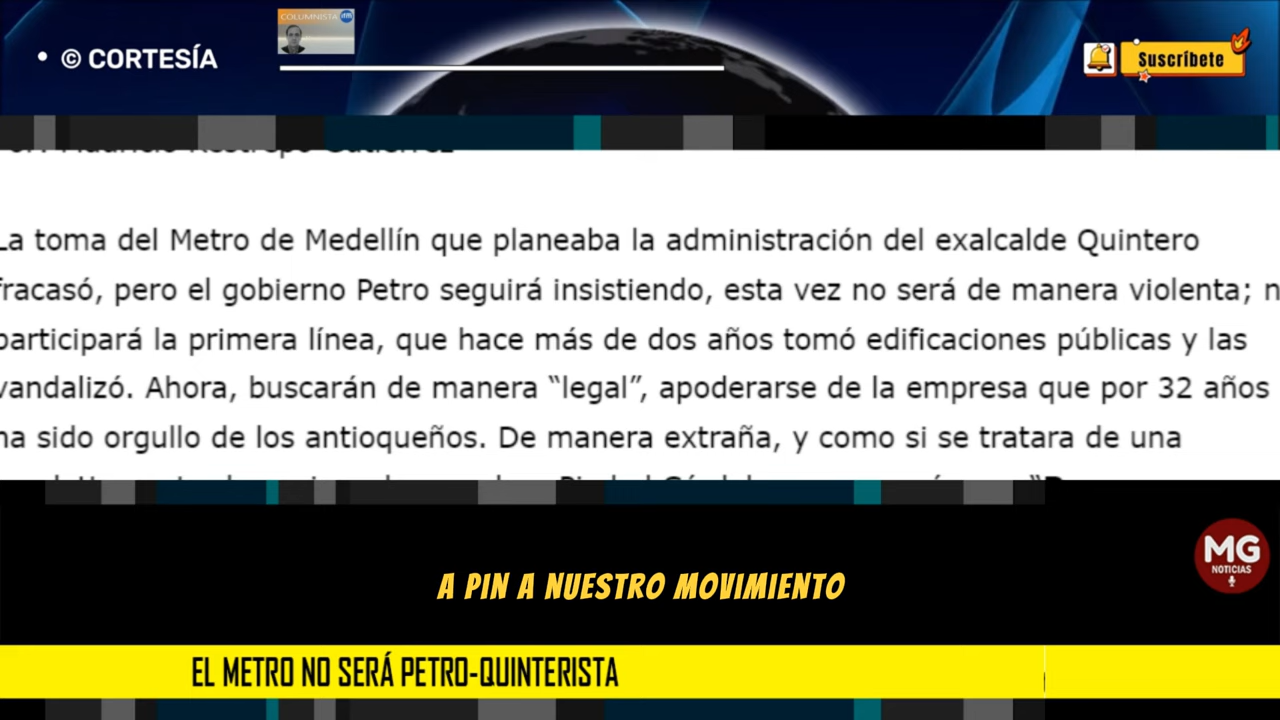 COLUMNISTA ifm
• © CORTESÍA
Suscríbete
Mauricio Restrepo Gutiérrez
La toma del Metro de Medellín que planeaba la administración del exalcalde Quintero
fracasó, pero el gobierno Petro seguirá insistiendo, esta vez no será de manera violenta; n
participará la primera línea, que hace más de dos años tomó edificaciones públicas y las
vandalizó. Ahora, buscarán de manera “legal”, apoderarse de la empresa que por 32 años
ha sido orgullo de los antioqueños. De manera extraña, y como si se tratara de una
MG
NOTICIAS
A PIN A NUESTRO MOVIMIENTO
EL METRO NO SERÁ PETRO-QUINTERISTA